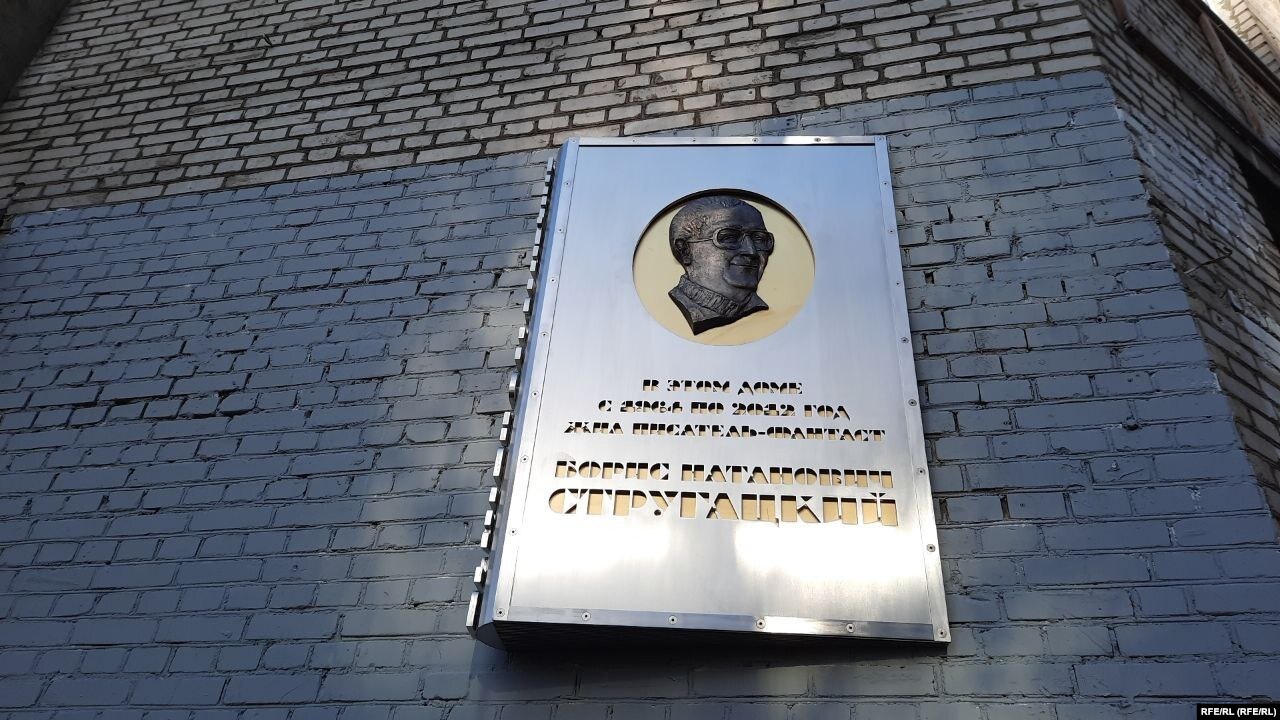 В ЭТОМ ДОМЕ
С 1964 ПО 2012 ГОД
ЖИЛ ПИСАТЕЛЬ-ФАНТАСТ
БОРИС НАТАНОВИЧ
СТРУГАЦКИЙ
RFE/RL (RFE/RL)